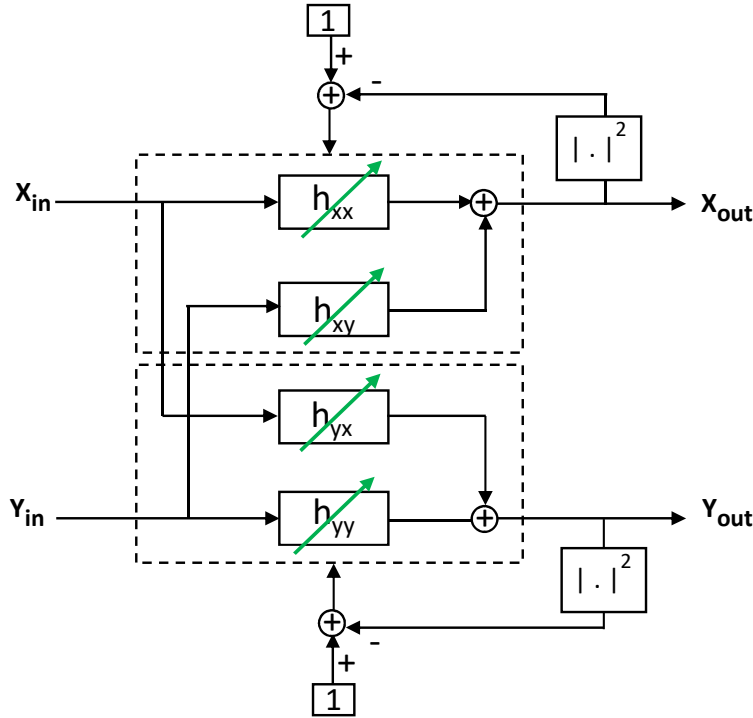 1
+
+
-
| . |²
X_in
h_xx
+
X_out
h_xy
h_yx
Y_in
h_yy
+
Y_out
| . |²
+
-
+
1